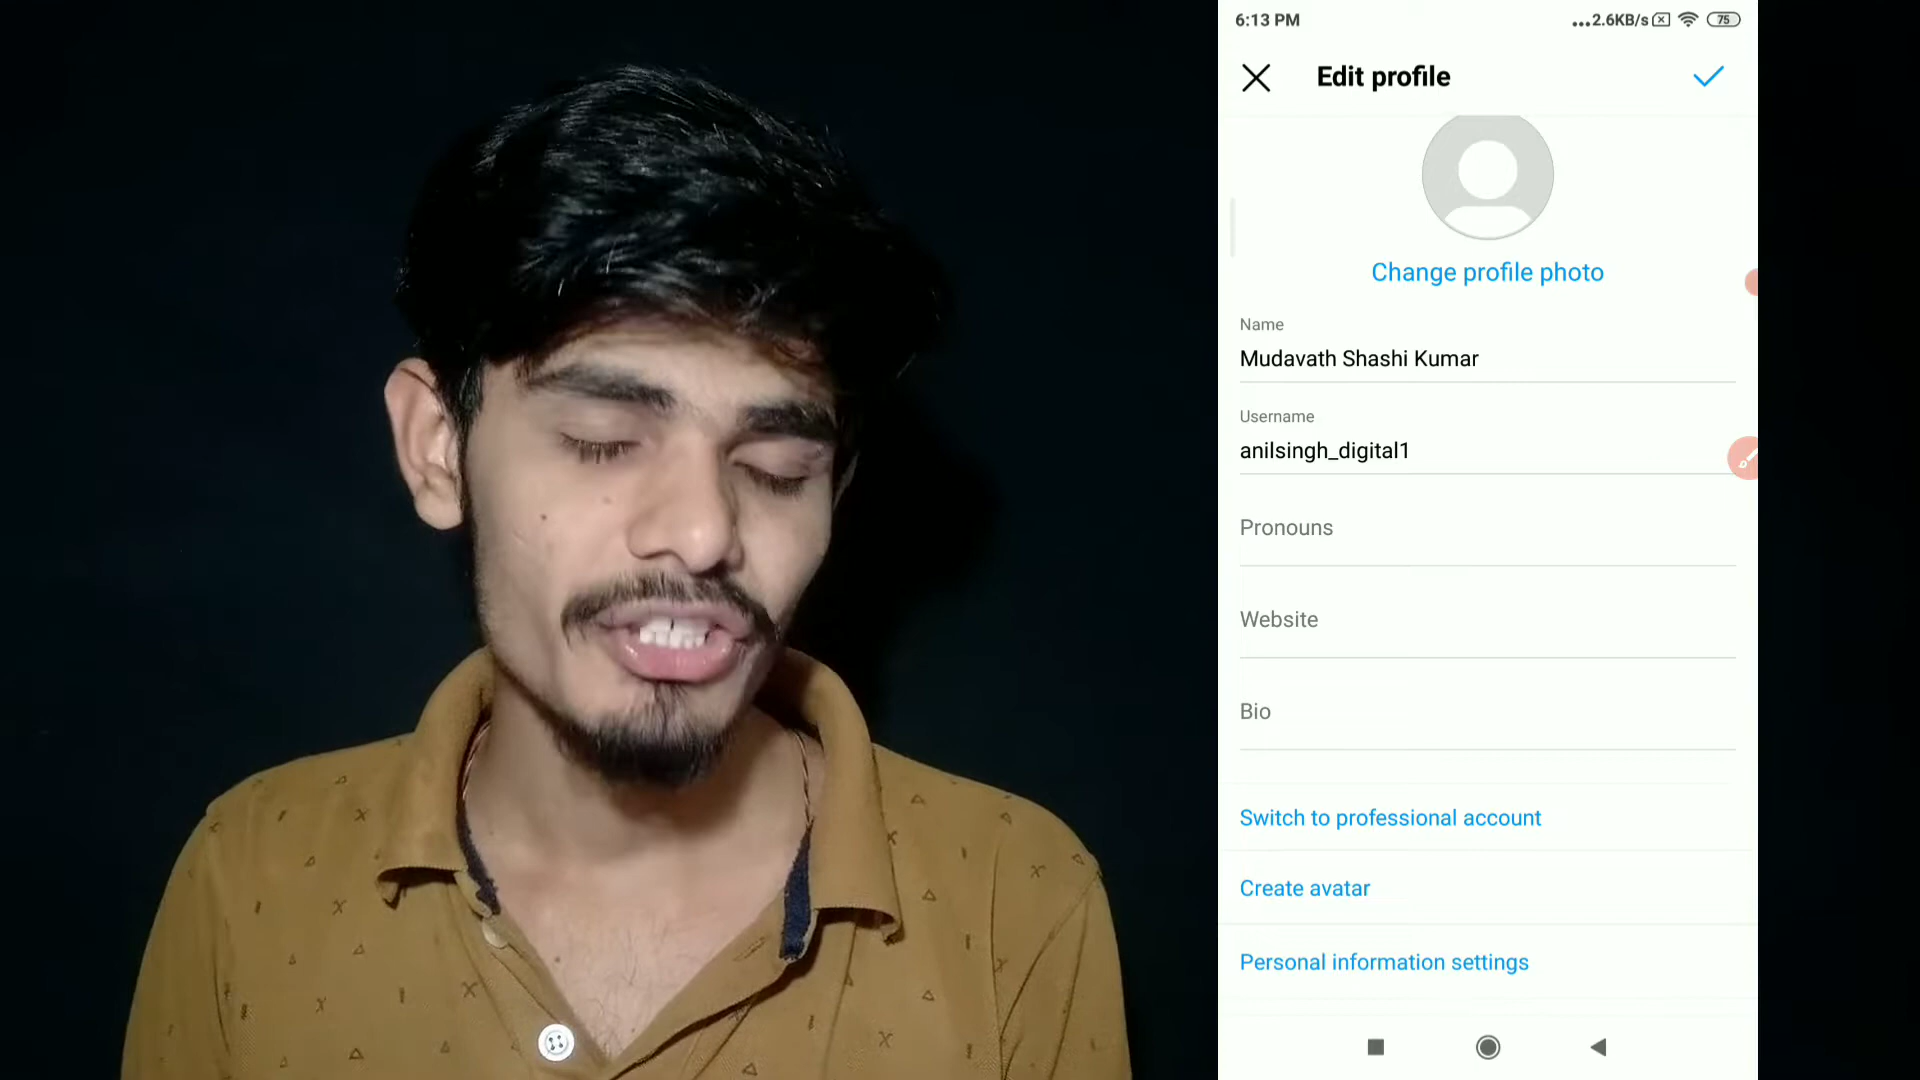 6:13 PM
...2.6KB/s
75
Edit profile
Change profile photo
Name
Mudavath Shashi Kumar
Username
anilsingh_digital1
Pronouns
Website
Bio
Switch to professional account
Create avatar
Personal information settings